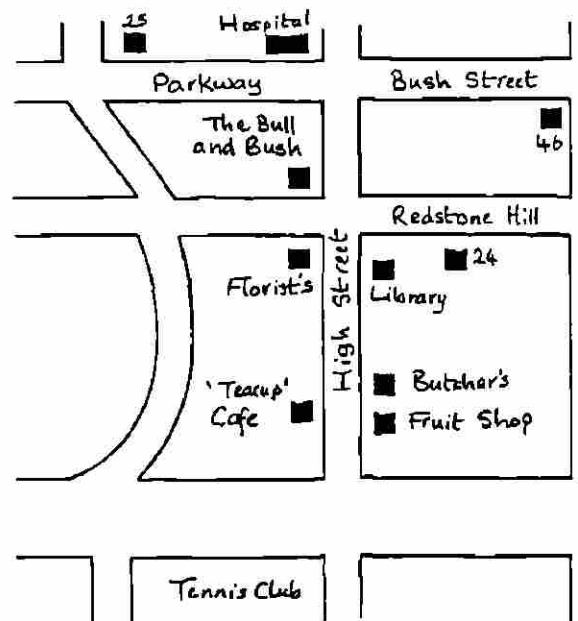 25
Hospital
Parkway
Bush Street
The Bull
and Bush
46
Redstone Hill
High Street
Florist's
Library
24
'Teacup'
Cafe
Butchar's
Fruit Shop
Tennis Club